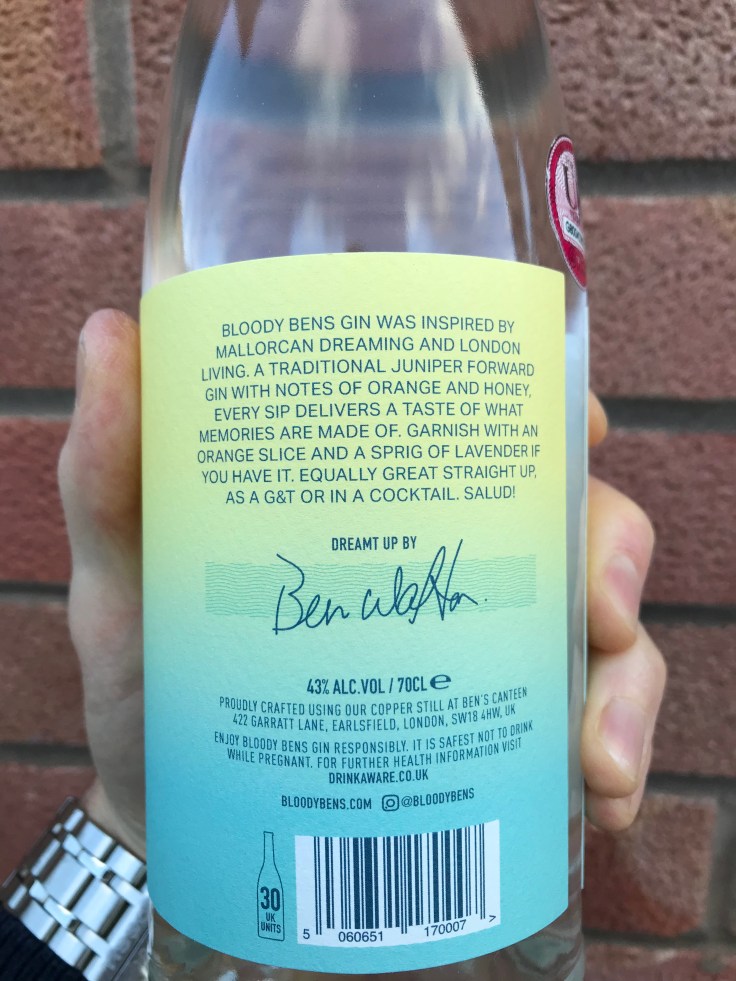 BLOODY BENS GIN WAS INSPIRED BY
MALLORCAN DREAMING AND LONDON
LIVING. A TRADITIONAL JUNIPER FORWARD
GIN WITH NOTES OF ORANGE AND HONEY,
EVERY SIP DELIVERS A TASTE OF WHAT
MEMORIES ARE MADE OF. GARNISH WITH AN
ORANGE SLICE AND A SPRIG OF LAVENDER IF
YOU HAVE IT. EQUALLY GREAT STRAIGHT UP,
AS A G&T OR IN A COCKTAIL. SALUD!
DREAMT UP BY
Ben Walton.
43% ALC.VOL / 70CL ℮
PROUDLY CRAFTED USING OUR COPPER STILL AT BEN'S CANTEEN
422 GARRATT LANE, EARLSFIELD, LONDON, SW18 4HW, UK
ENJOY BLOODY BENS GIN RESPONSIBLY. IT IS SAFEST NOT TO DRINK
WHILE PREGNANT. FOR FURTHER HEALTH INFORMATION VISIT
DRINKAWARE.CO.UK
BLOODYBENS.COM @BLOODYBENS
30
UK
UNITS
5 060651 170007 >